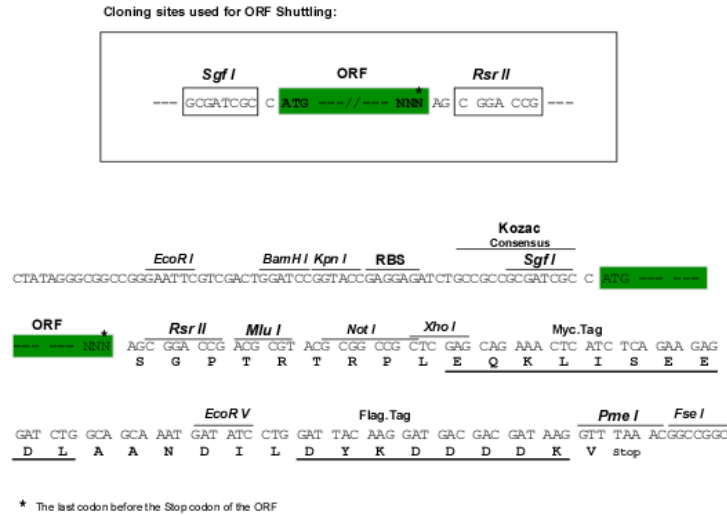 Cloning sites used for ORF Shuttling:
Sgf I ORF Rsr II
*
--- GCGATCGC C ATG ---//--- NNN AG C GGA CCG ---
Kozac
Consensus
EcoR I BamH I Kpn I RBS Sgf I
CTATAGGGCGGCCGGGAATTCGTCGACTGGATCCGGTACCGAGGAGATCTGCCGCCGCGATCGC C ATG --- ---
ORF
* Rsr II Mlu I Not I Xho I Myc.Tag
--- --- NNN AGC GGA CCG ACG CGT ACG CGG CCG CTC GAG CAG AAA CTC ATC TCA GAA GAG
S G P T R T R P L E Q K L I S E E
EcoR V Flag.Tag Pme I Fse I
GAT CTG GCA GCA AAT GAT ATC CTG GAT TAC AAG GAT GAC GAC GAT AAG GTT TAA ACGGCCGGC
D L A A N D I L D Y K D D D D K V Stop
* The last codon before the Stop codon of the ORF